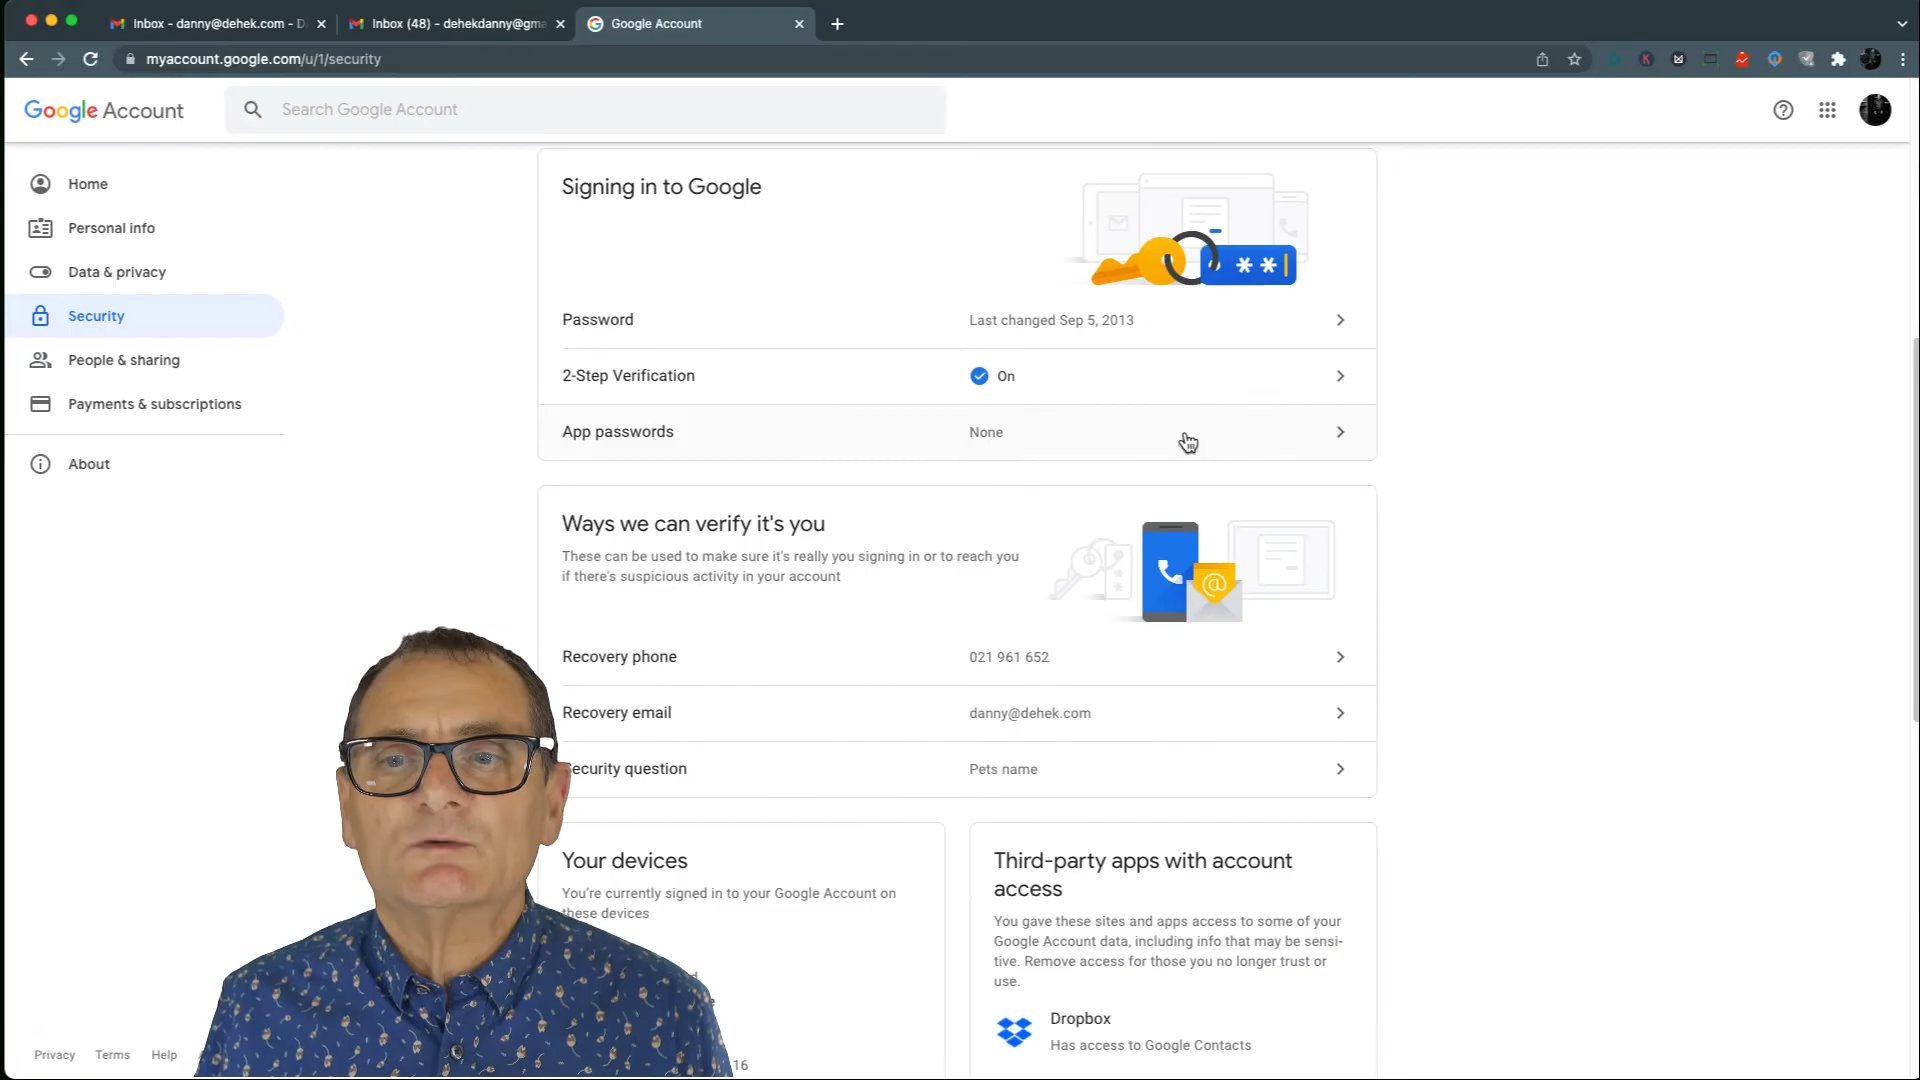 Inbox - danny@dehek.com - D
Inbox (48) - dehekdanny@gma
Google Account
myaccount.google.com/u/1/security
Google Account
Search Google Account
Home
Personal info
Data & privacy
Security
People & sharing
Payments & subscriptions
About
Signing in to Google
**
Password
Last changed Sep 5, 2013
2-Step Verification
On
App passwords
None
Ways we can verify it's you
These can be used to make sure it's really you signing in or to reach you
if there's suspicious activity in your account
@
Recovery phone
021 961 652
Recovery email
danny@dehek.com
Security question
Pets name
Your devices
You're currently signed in to your Google Account on
these devices
16
Third-party apps with account
access
You gave these sites and apps access to some of your
Google Account data, including info that may be sensi-
tive. Remove access for those you no longer trust or
use.
Dropbox
Has access to Google Contacts
Privacy
Terms
Help